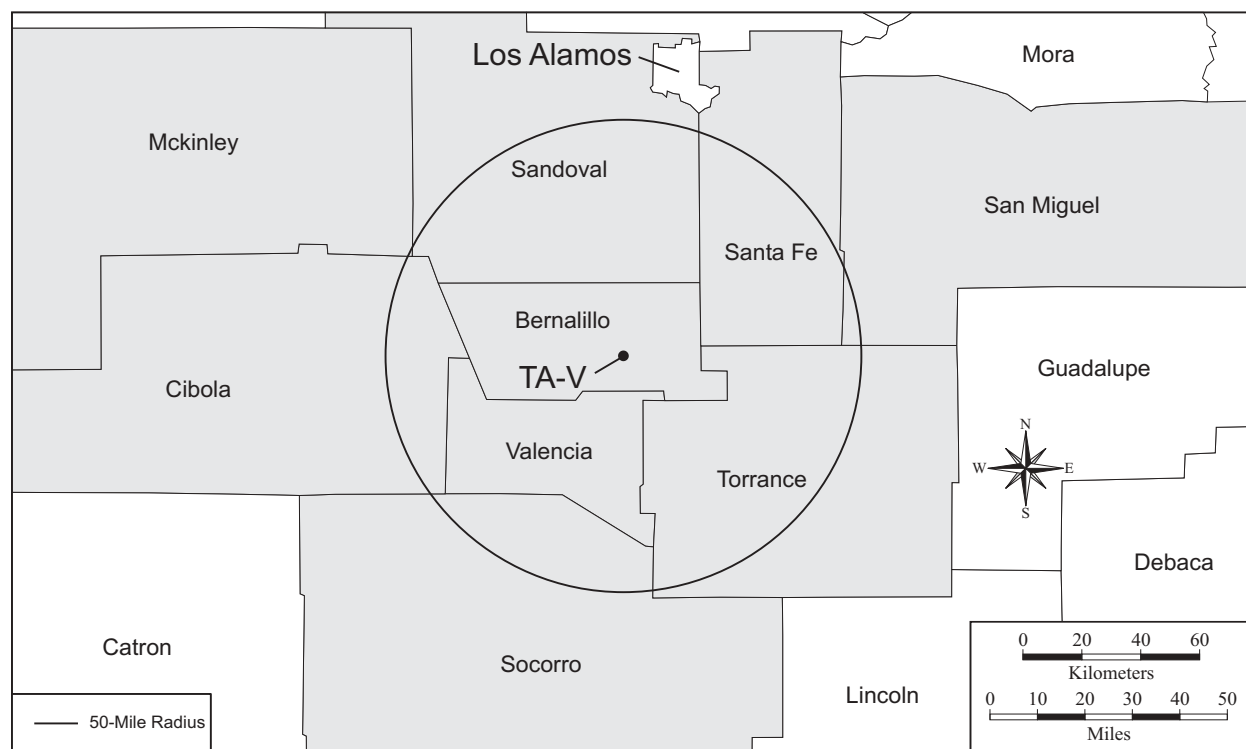 Mora
Los Alamos
Mckinley
Sandoval
San Miguel
Santa Fe
Bernalillo
TA-V
Guadalupe
Cibola
Valencia
Torrance
N
W E
S
Debaca
Catron
Socorro
Lincoln
0 20 40 60
Kilometers
0 10 20 30 40 50
Miles
50-Mile Radius